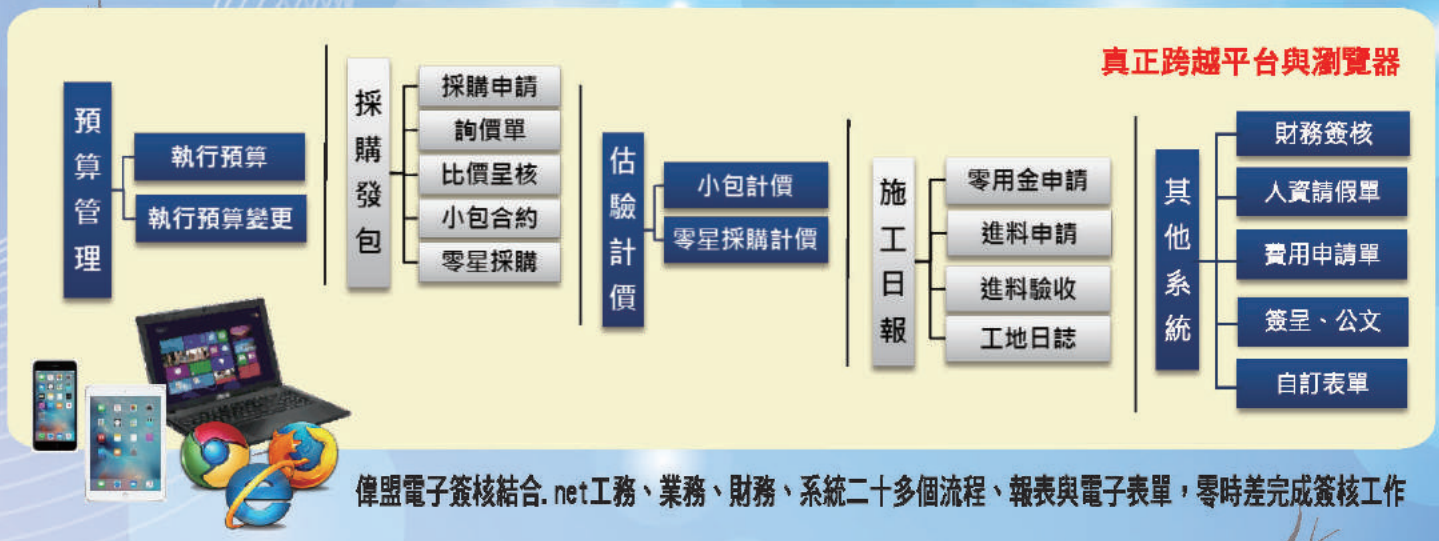 真正跨越平台與瀏覽器
預算管理
執行預算
執行預算變更
採購發包
採購申請
詢價單
比價呈核
小包合約
零星採購
估驗計價
小包計價
零星採購計價
施工日報
零用金申請
進料申請
進料驗收
工地日誌
其他系統
財務簽核
人資請假單
費用申請單
簽呈、公文
自訂表單
偉盟電子簽核結合.net工務、業務、財務、系統二十多個流程、報表與電子表單，零時差完成簽核工作